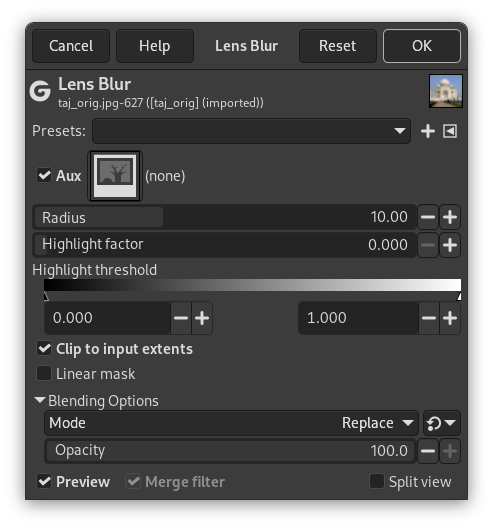 Cancel Help Lens Blur Reset OK
Lens Blur
taj_orig.jpg-627 ([taj_orig] (imported))
Presets:
Aux (none)
Radius 10.00
Highlight factor 0.000
Highlight threshold
0.000 1.000
Clip to input extents
Linear mask
Blending Options
Mode Replace
Opacity 100.0
Preview Merge filter Split view